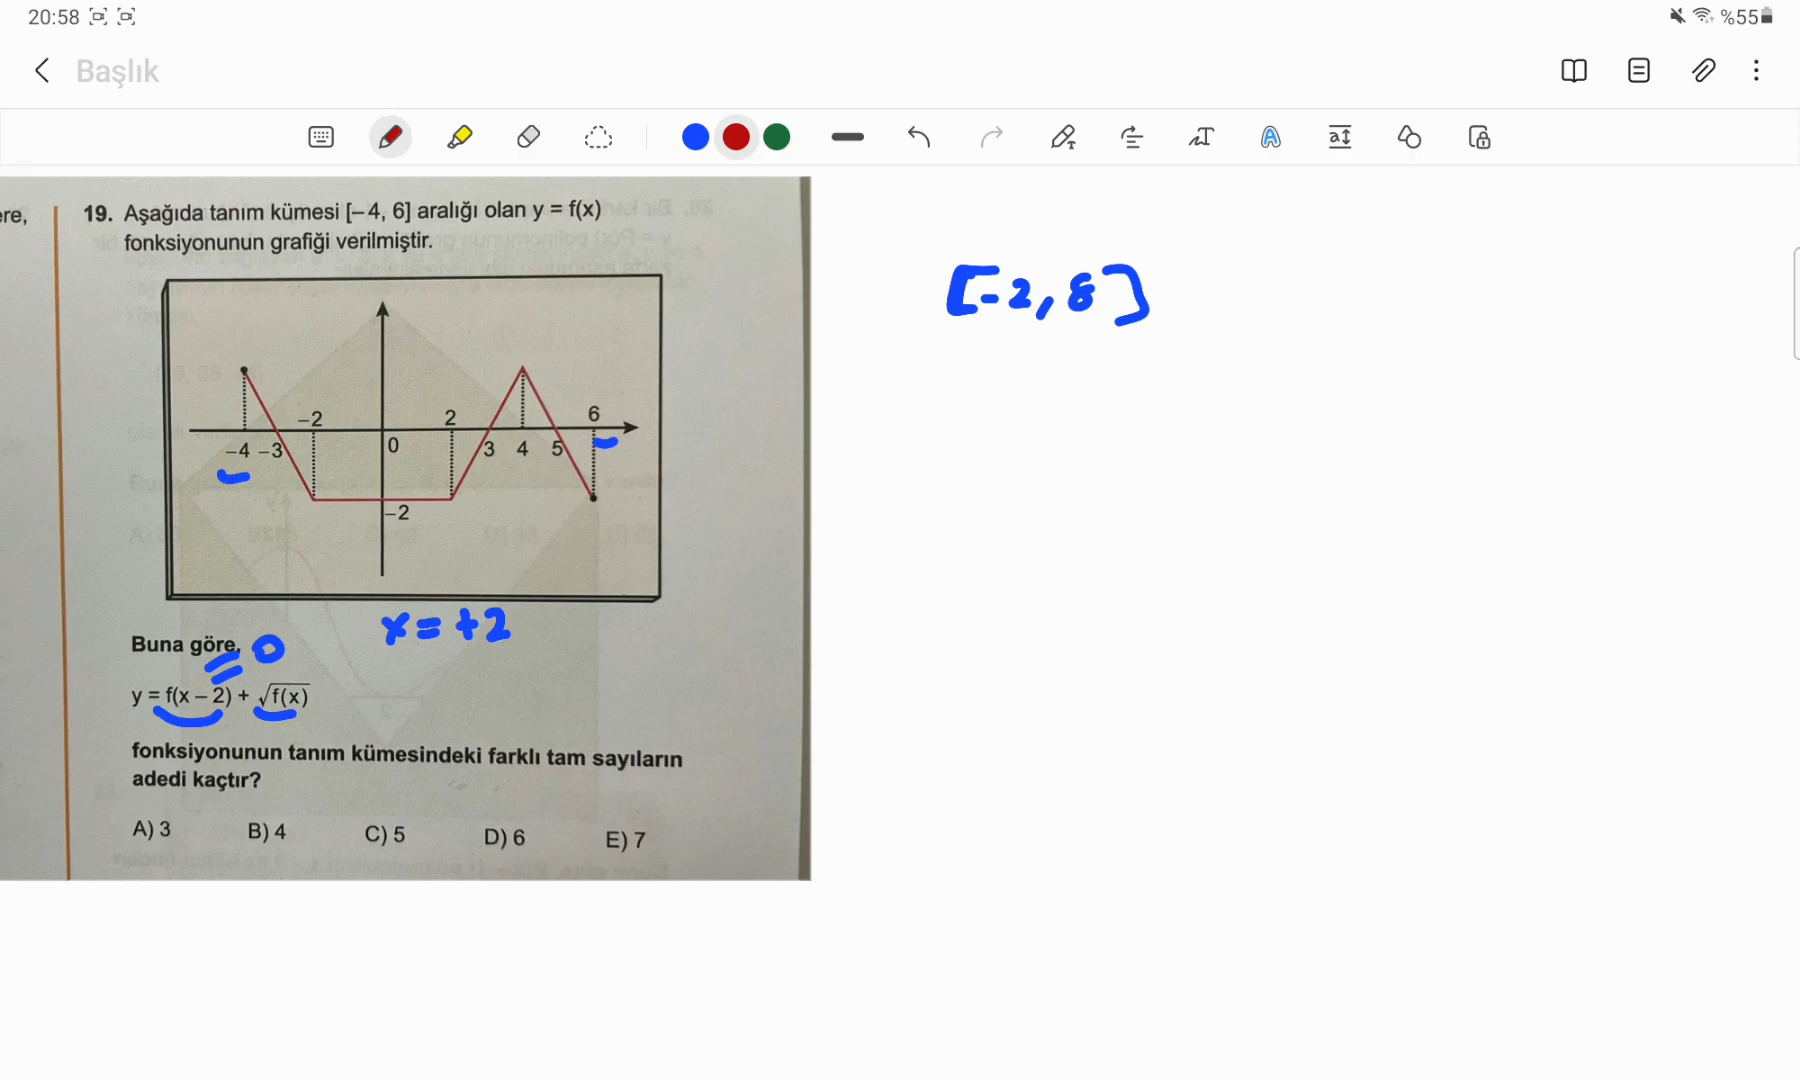 20:58
%55
Başlık
ere,
19. Aşağıda tanım kümesi [–4, 6] aralığı olan y = f(x)
fonksiyonunun grafiği verilmiştir.
–2 2 6
–4 –3 0 3 4 5
–2
x = +2
Buna göre, = 0
y = f(x – 2) + √f(x)
fonksiyonunun tanım kümesindeki farklı tam sayıların
adedi kaçtır?
A) 3 B) 4 C) 5 D) 6 E) 7
[-2, 8]